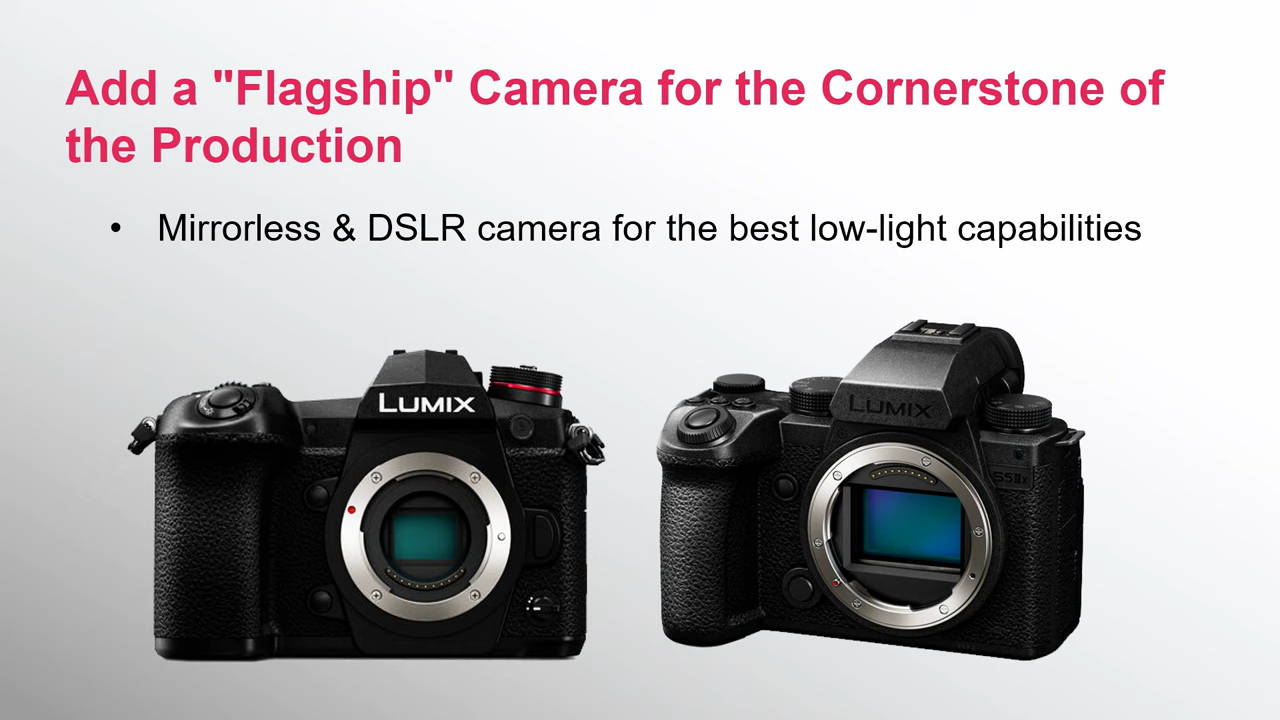 Add a "Flagship" Camera for the Cornerstone of
the Production
• Mirrorless & DSLR camera for the best low-light capabilities
LUMIX
LUMIX
S5IIx